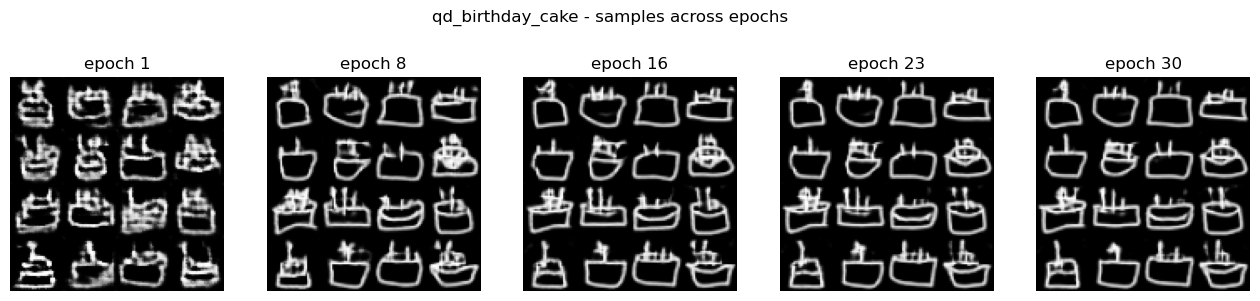 qd_birthday_cake - samples across epochs
epoch 1
epoch 8
epoch 16
epoch 23
epoch 30